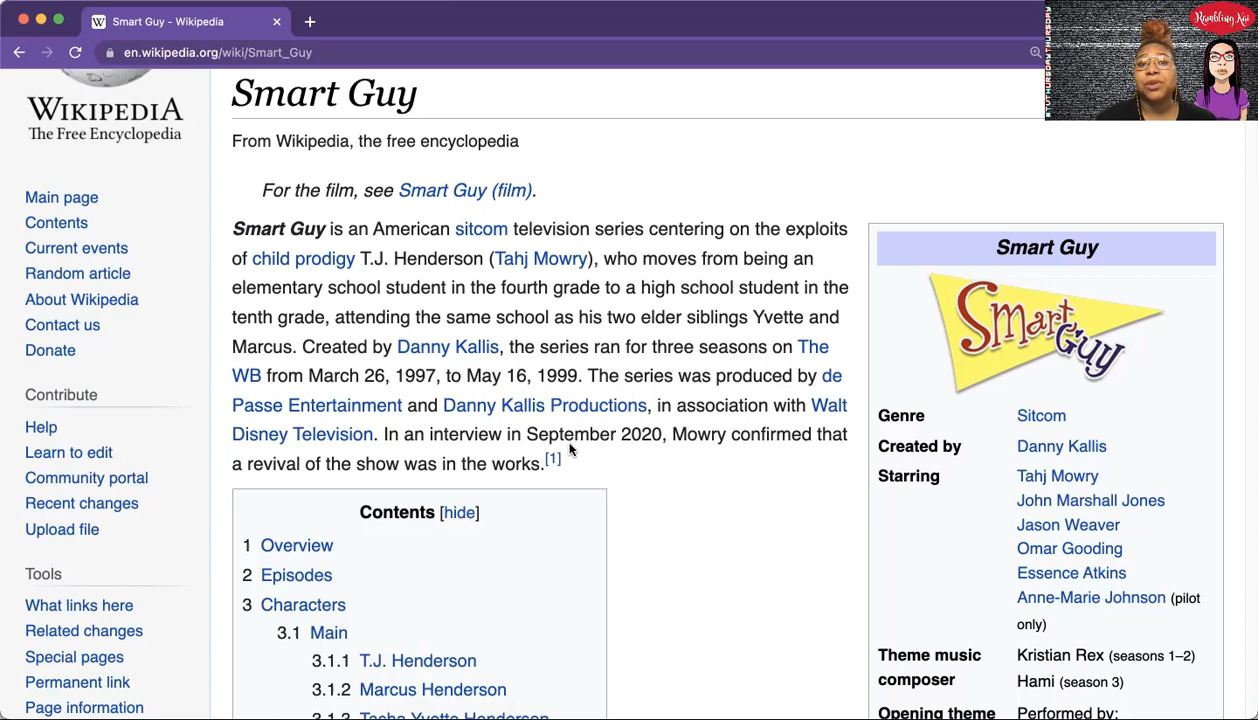 Smart Guy - Wikipedia
en.wikipedia.org/wiki/Smart_Guy
Rambling Kai
WIKIPEDIA
The Free Encyclopedia
Main page
Contents
Current events
Random article
About Wikipedia
Contact us
Donate
Contribute
Help
Learn to edit
Community portal
Recent changes
Upload file
Tools
What links here
Related changes
Special pages
Permanent link
Page information
Smart Guy
From Wikipedia, the free encyclopedia
For the film, see Smart Guy (film).
Smart Guy is an American sitcom television series centering on the exploits
of child prodigy T.J. Henderson (Tahj Mowry), who moves from being an
elementary school student in the fourth grade to a high school student in the
tenth grade, attending the same school as his two elder siblings Yvette and
Marcus. Created by Danny Kallis, the series ran for three seasons on The
WB from March 26, 1997, to May 16, 1999. The series was produced by de
Passe Entertainment and Danny Kallis Productions, in association with Walt
Disney Television. In an interview in September 2020, Mowry confirmed that
a revival of the show was in the works.[1]
Contents [hide]
1 Overview
2 Episodes
3 Characters
3.1 Main
3.1.1 T.J. Henderson
3.1.2 Marcus Henderson
3.1.3 Tasha Yvette Henderson
Smart Guy
Smart Guy
Genre Sitcom
Created by Danny Kallis
Starring Tahj Mowry
John Marshall Jones
Jason Weaver
Omar Gooding
Essence Atkins
Anne-Marie Johnson (pilot
only)
Theme music Kristian Rex (seasons 1–2)
composer Hami (season 3)
Opening theme Performed by: